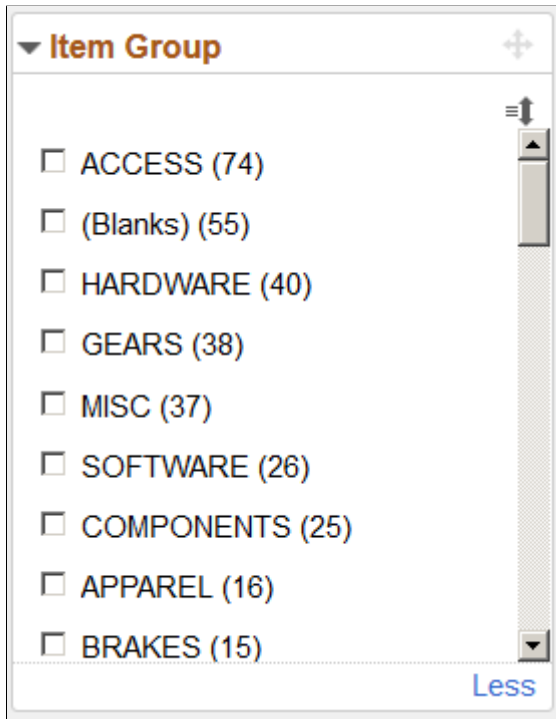 Item Group
ACCESS (74)
(Blanks) (55)
HARDWARE (40)
GEARS (38)
MISC (37)
SOFTWARE (26)
COMPONENTS (25)
APPAREL (16)
BRAKES (15)
Less